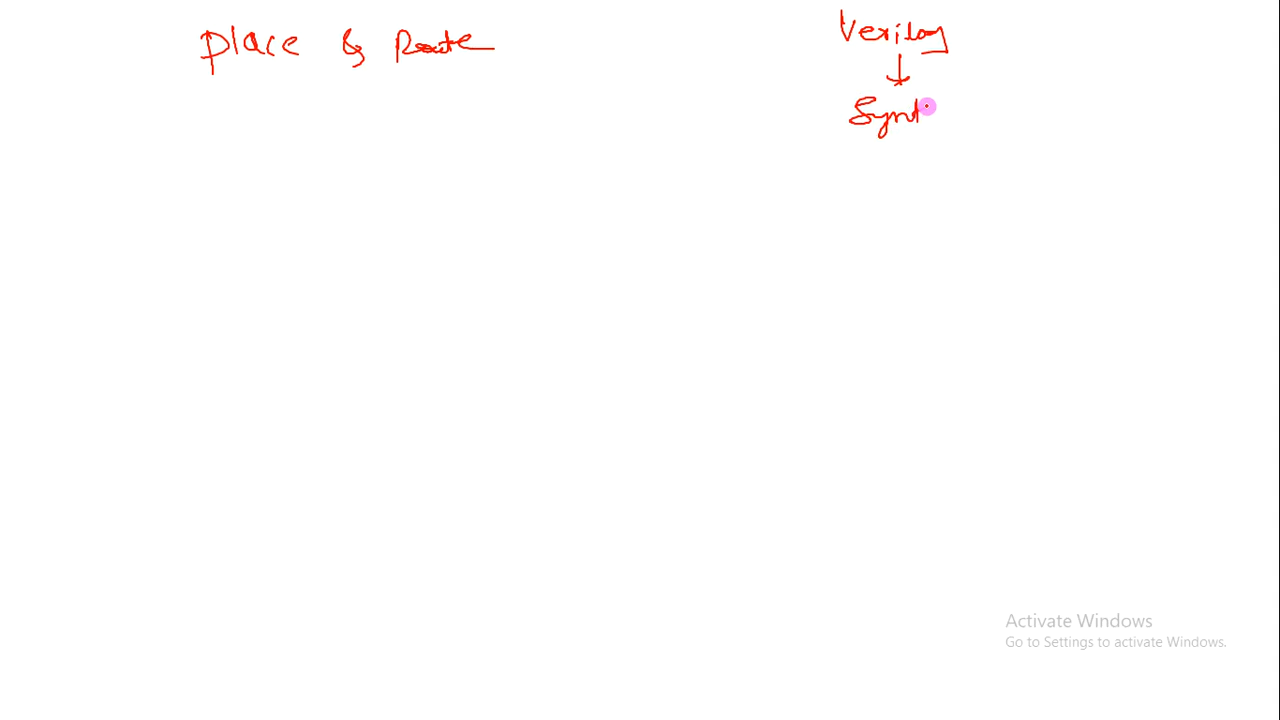 Place & Route
Verilog
Synt
Activate Windows
Go to Settings to activate Windows.